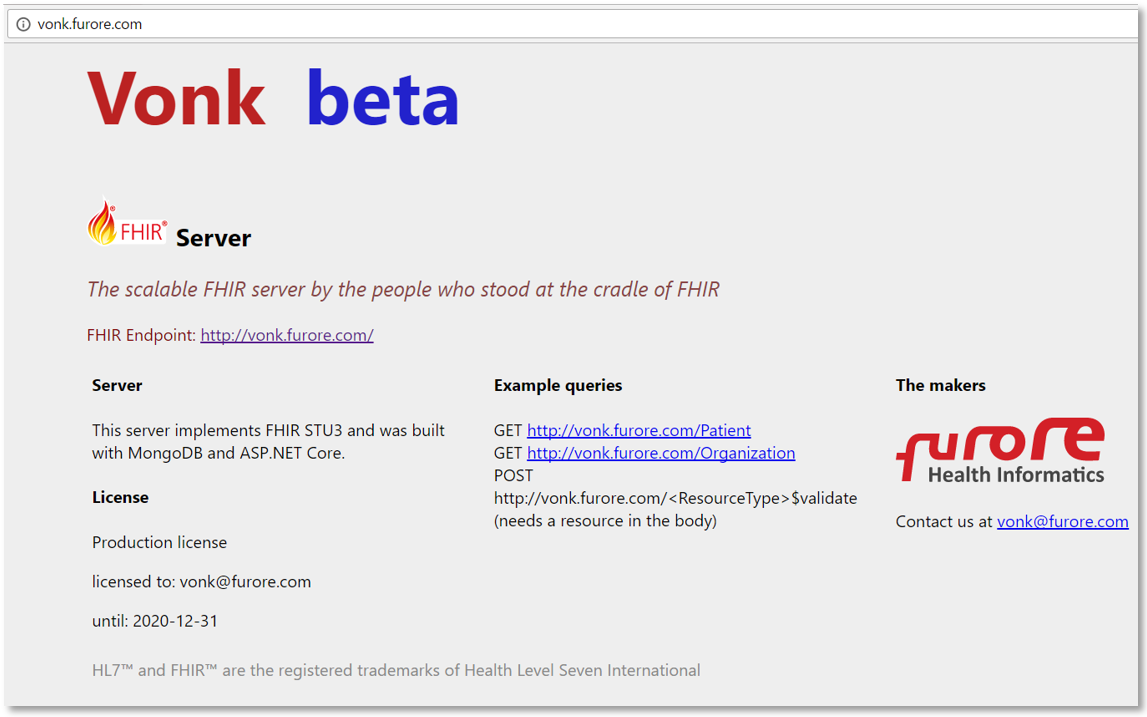 vonk.furore.com
Vonk beta
FHIR® Server
The scalable FHIR server by the people who stood at the cradle of FHIR
FHIR Endpoint: http://vonk.furore.com/
Server
This server implements FHIR STU3 and was built
with MongoDB and ASP.NET Core.
License
Production license
licensed to: vonk@furore.com
until: 2020-12-31
Example queries
GET http://vonk.furore.com/Patient
GET http://vonk.furore.com/Organization
POST
http://vonk.furore.com/<ResourceType>$validate
(needs a resource in the body)
The makers
furore
Health Informatics
Contact us at vonk@furore.com
HL7™ and FHIR™ are the registered trademarks of Health Level Seven International